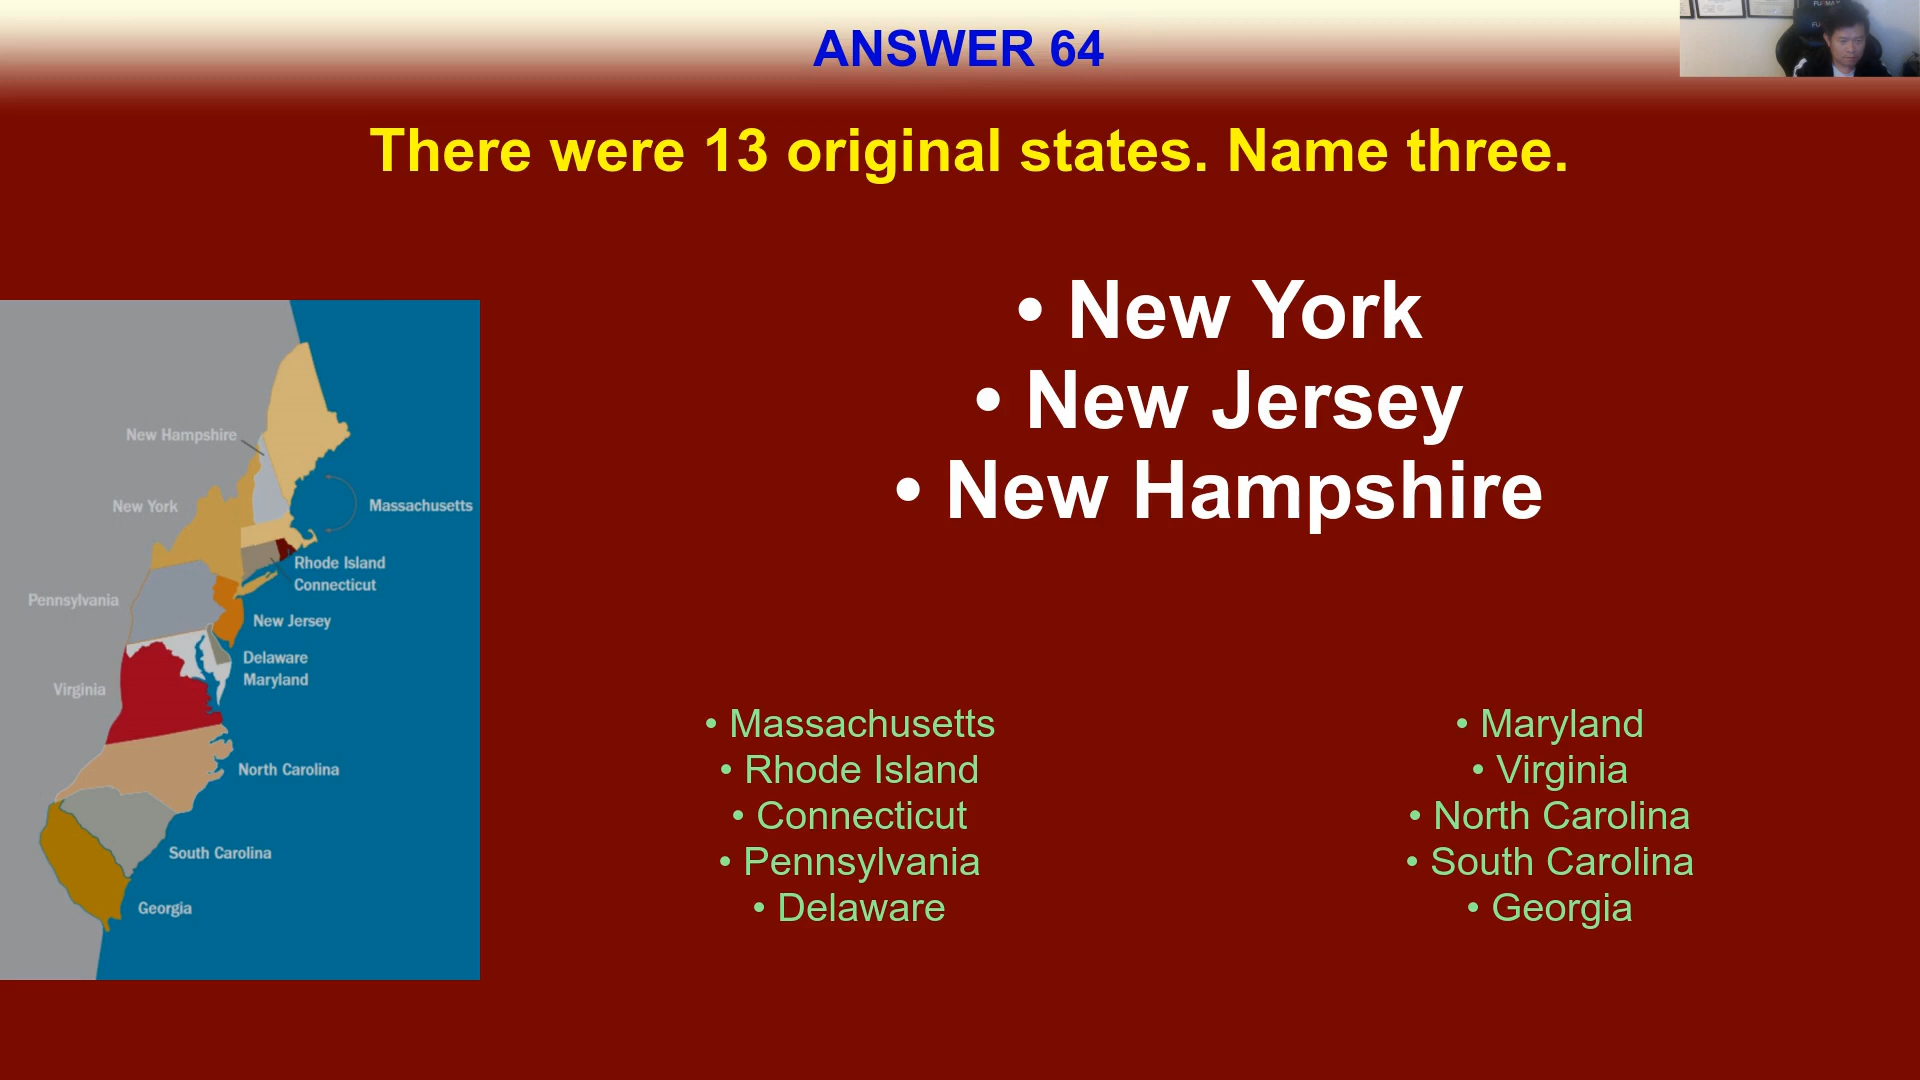 ANSWER 64
There were 13 original states. Name three.
• New York
• New Jersey
• New Hampshire
New Hampshire
New York
Massachusetts
Rhode Island
Connecticut
Pennsylvania
New Jersey
Delaware
Maryland
Virginia
North Carolina
South Carolina
Georgia
• Massachusetts
• Rhode Island
• Connecticut
• Pennsylvania
• Delaware
• Maryland
• Virginia
• North Carolina
• South Carolina
• Georgia